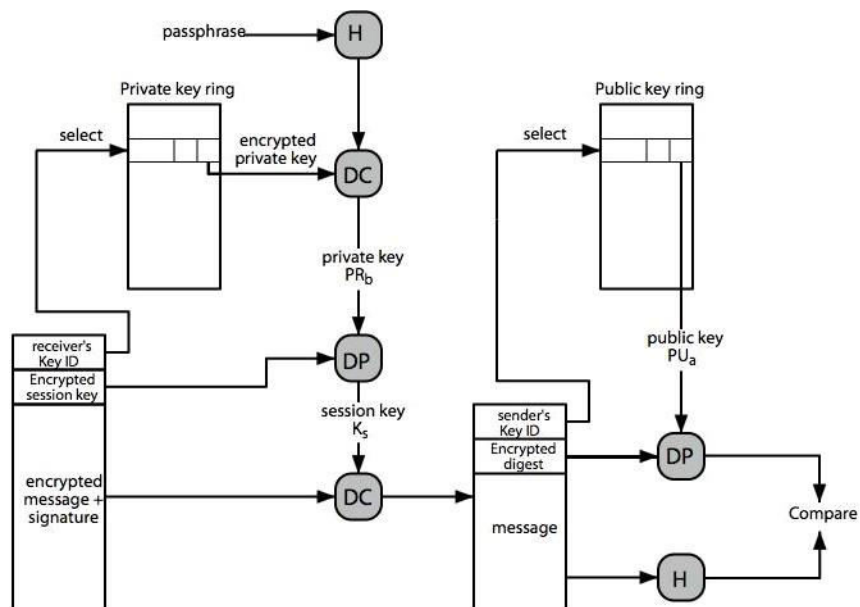 passphrase
H
Private key ring
Public key ring
select
encrypted
private key
select
DC
private key
PRb
receiver's
Key ID
DP
public key
PUa
Encrypted
session key
session key
Ks
sender's
Key ID
Encrypted
digest
DP
encrypted
message +
signature
DC
message
Compare
H